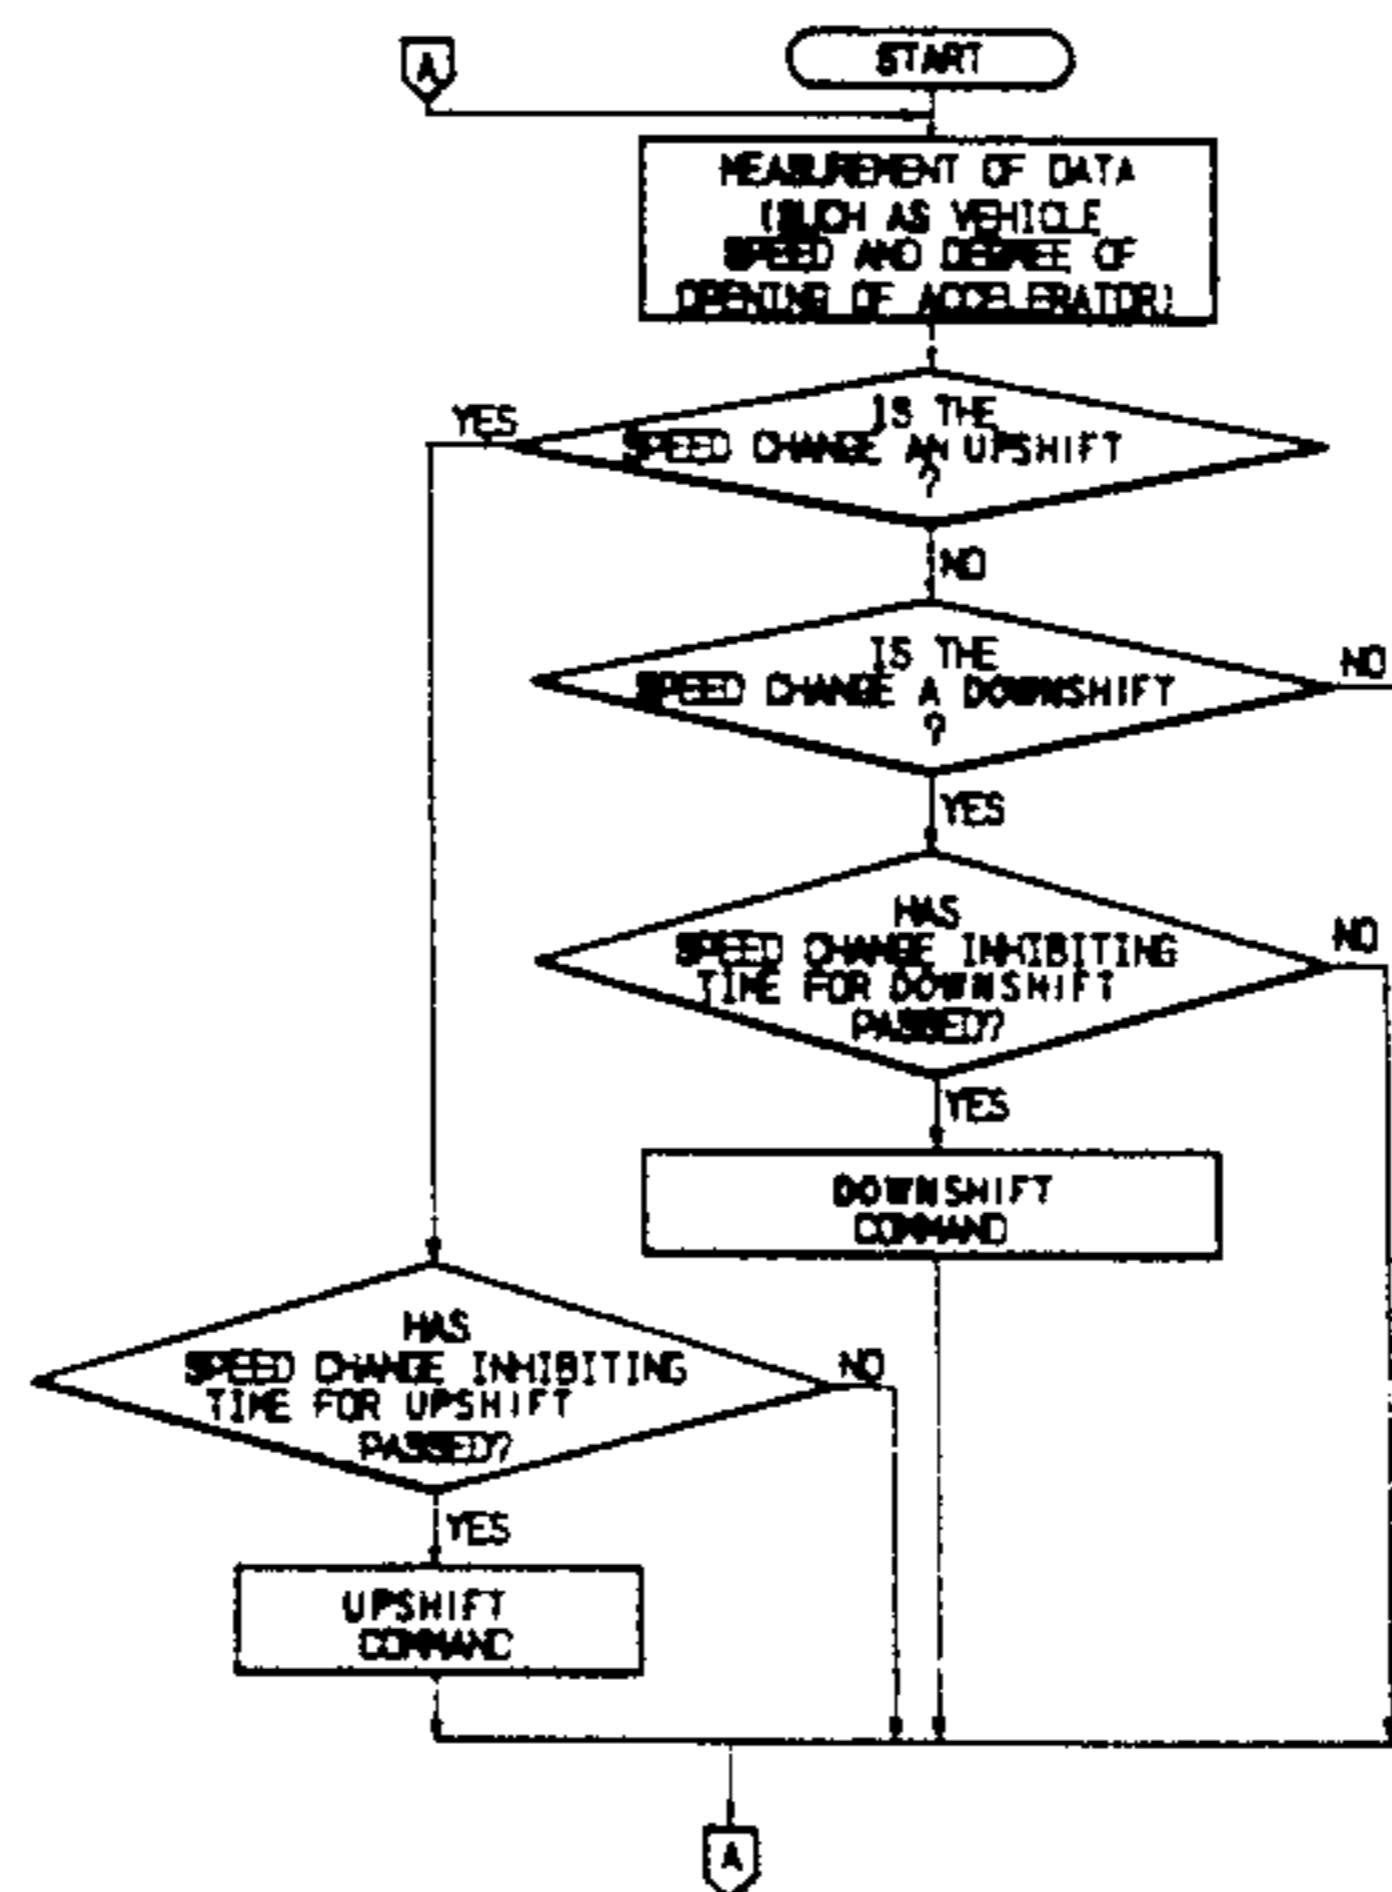 A
START
MEASUREMENT OF DATA
(SUCH AS VEHICLE
SPEED AND DEGREE OF
OPENING OF ACCELERATOR)
IS THE
SPEED CHANGE AN UPSHIFT
?
YES
NO
IS THE
SPEED CHANGE A DOWNSHIFT
?
NO
YES
HAS
SPEED CHANGE INHIBITING
TIME FOR DOWNSHIFT
PASSED?
NO
YES
DOWNSHIFT
COMMAND
HAS
SPEED CHANGE INHIBITING
TIME FOR UPSHIFT
PASSED?
NO
YES
UPSHIFT
COMMAND
A